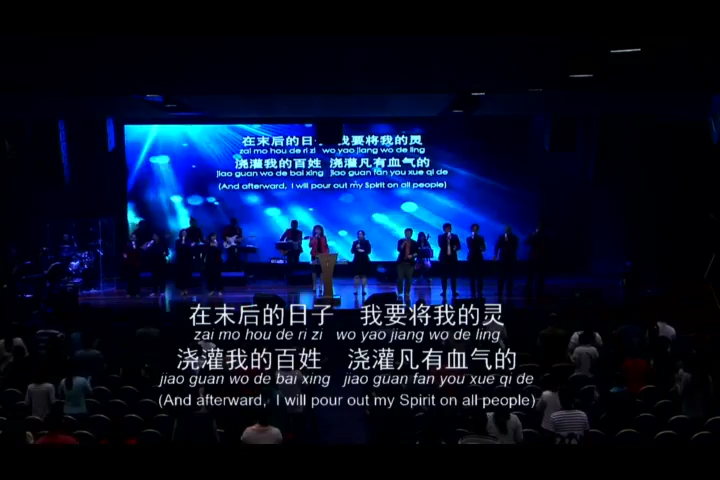 在末后的日子 我要将我的灵
zai mo hou de ri zi wo yao jiang wo de ling
浇灌我的百姓 浇灌凡有血气的
jiao guan wo de bai xing jiao guan fan you xue qi de
(And afterward, I will pour out my Spirit on all people)
在末后的日子 我要将我的灵
zai mo hou de ri zi wo yao jiang wo de ling
浇灌我的百姓 浇灌凡有血气的
jiao guan wo de bai xing jiao guan fan you xue qi de
(And afterward, I will pour out my Spirit on all people)